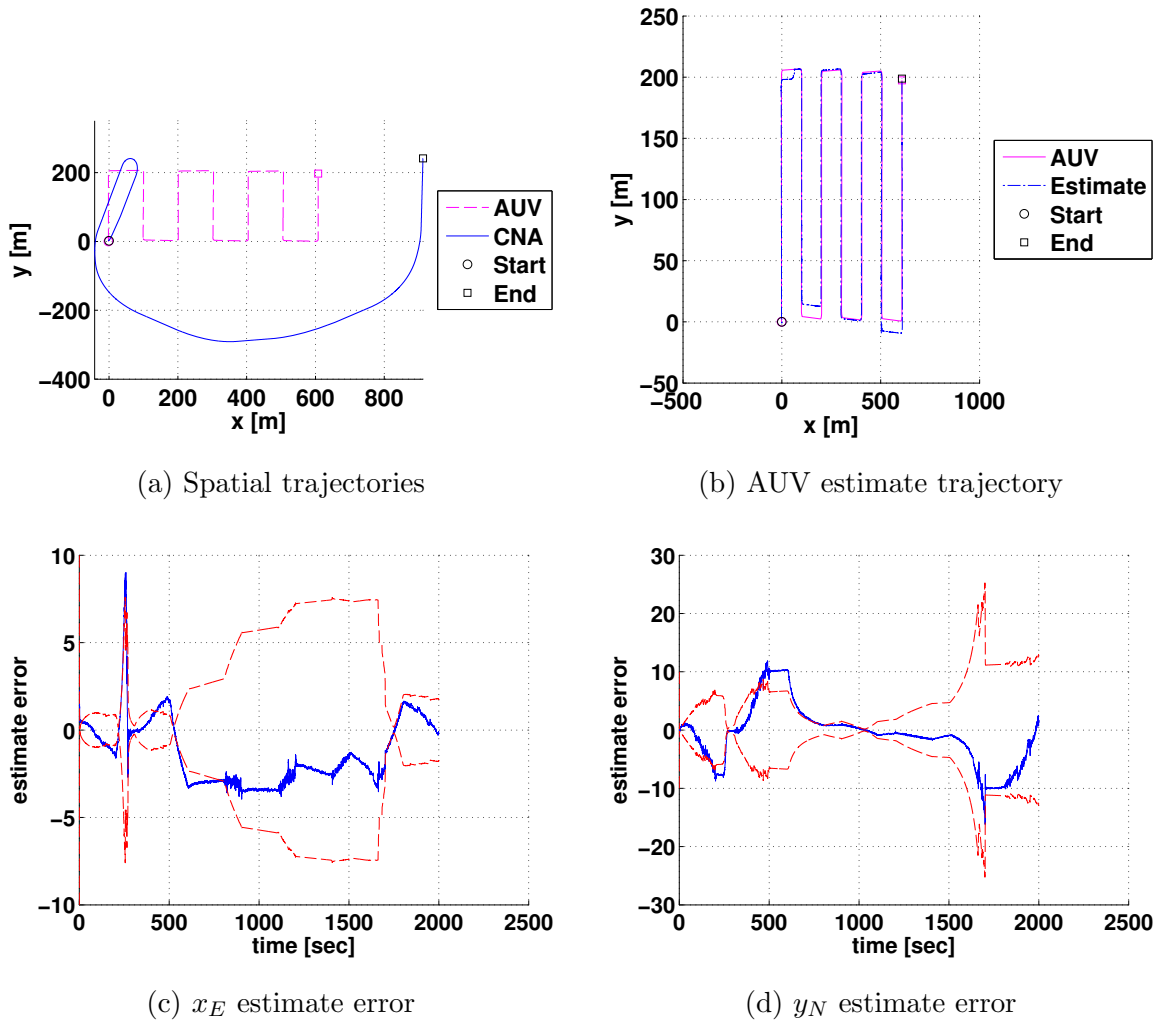 200
0
−200
−400
0 200 400 600 800
x [m]
y [m]
AUV
CNA
Start
End
(a) Spatial trajectories
250
200
150
100
50
0
−50
−500 0 500 1000
x [m]
y [m]
AUV
Estimate
Start
End
(b) AUV estimate trajectory
10
5
0
−5
−10
0 500 1000 1500 2000 2500
time [sec]
estimate error
(c) x_E estimate error
30
20
10
0
−10
−20
−30
0 500 1000 1500 2000 2500
time [sec]
estimate error
(d) y_N estimate error